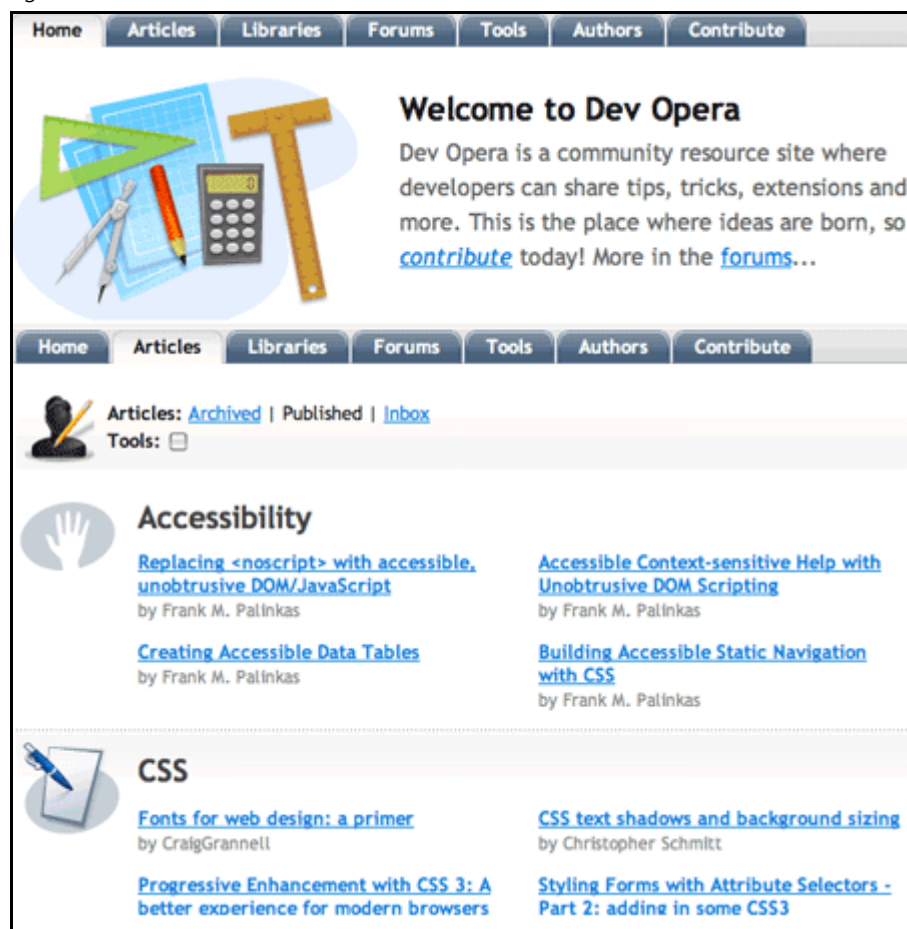 Home Articles Libraries Forums Tools Authors Contribute
Welcome to Dev Opera
Dev Opera is a community resource site where
developers can share tips, tricks, extensions and
more. This is the place where ideas are born, so
contribute today! More in the forums...
Home Articles Libraries Forums Tools Authors Contribute
Articles: Archived | Published | Inbox
Tools:
Accessibility
Replacing <noscript> with accessible,
unobtrusive DOM/JavaScript
by Frank M. Palinkas
Accessible Context-sensitive Help with
Unobtrusive DOM Scripting
by Frank M. Palinkas
Creating Accessible Data Tables
by Frank M. Palinkas
Building Accessible Static Navigation
with CSS
by Frank M. Palinkas
CSS
Fonts for web design: a primer
by CraigGrannell
CSS text shadows and background sizing
by Christopher Schmitt
Progressive Enhancement with CSS 3: A
better experience for modern browsers
Styling Forms with Attribute Selectors -
Part 2: adding in some CSS3